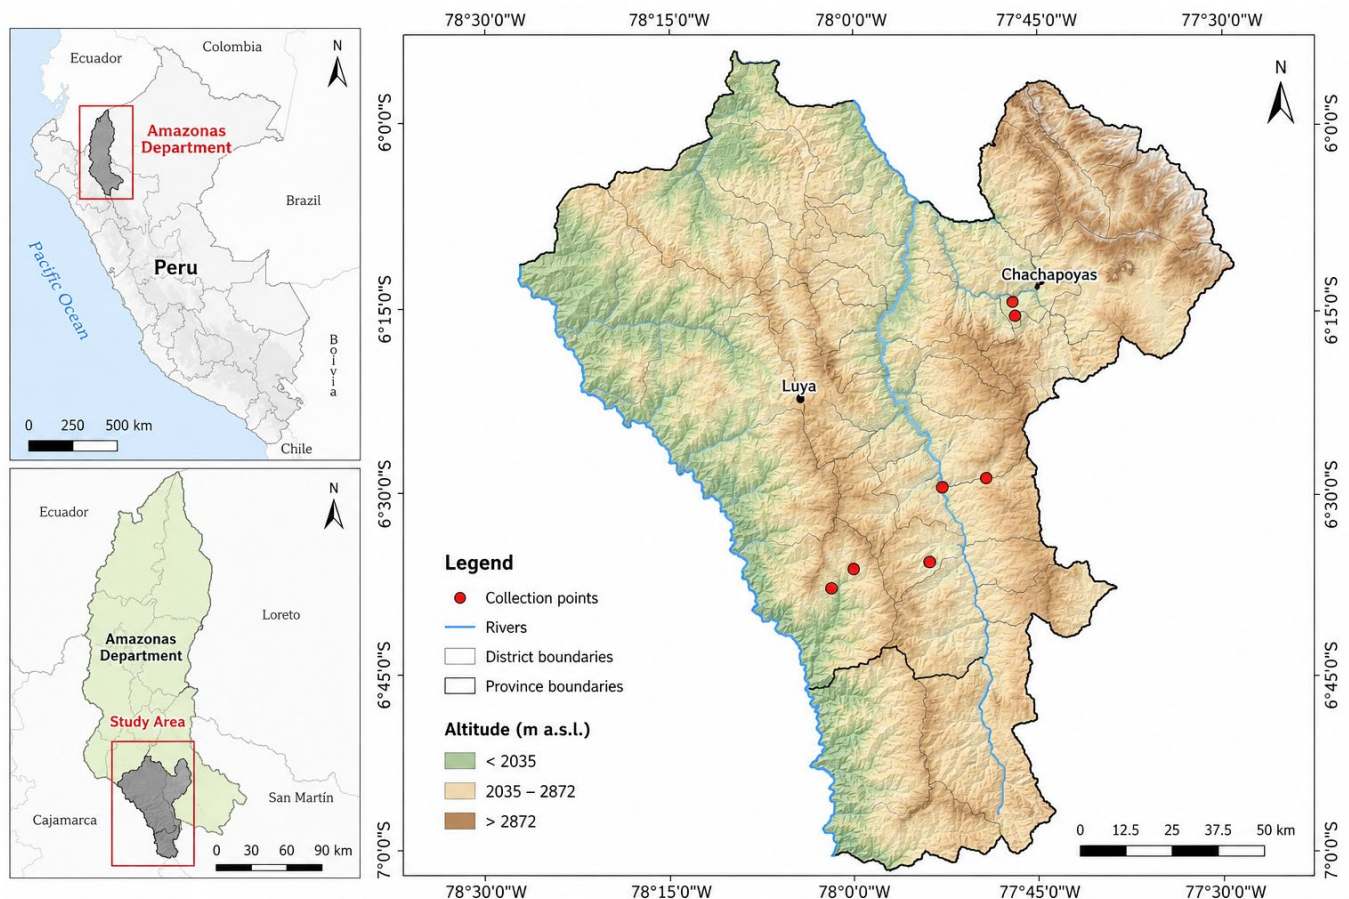 Ecuador
Colombia
N
Amazonas
Department
Brazil
Pacific Ocean
Peru
Bolivia
0 250 500 km
Chile
Ecuador
N
Loreto
Amazonas
Department
Study Area
San Martín
Cajamarca
0 30 60 90 km
78°30'0"W 78°15'0"W 78°0'0"W 77°45'0"W 77°30'0"W
N
6°0'0"S 6°0'0"S
Chachapoyas
6°15'0"S 6°15'0"S
Luya
6°30'0"S 6°30'0"S
Legend
Collection points
Rivers
District boundaries
Province boundaries
6°45'0"S 6°45'0"S
Altitude (m a.s.l.)
< 2035
2035 – 2872
> 2872
0 12.5 25 37.5 50 km
7°0'0"S 7°0'0"S
78°30'0"W 78°15'0"W 78°0'0"W 77°45'0"W 77°30'0"W